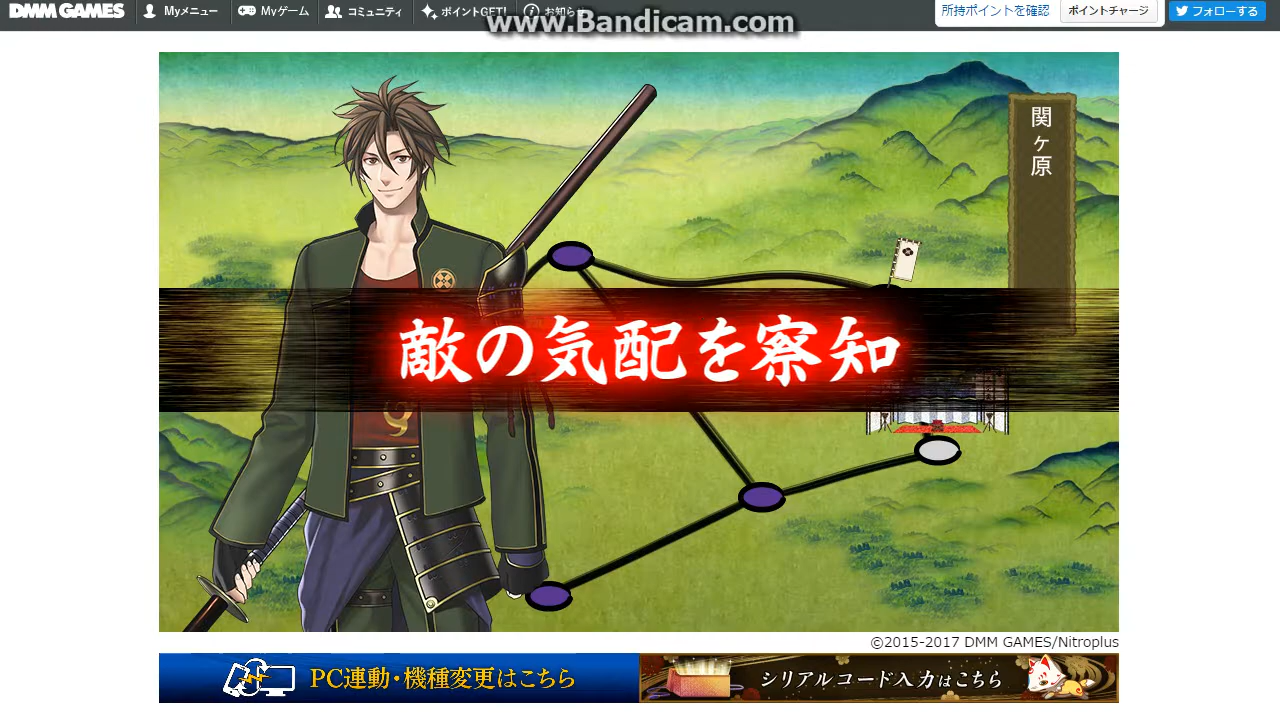 DMM GAMES Myメニュー Myゲーム コミュニティ ポイントGET! お知ら
www.Bandicam.com
所持ポイントを確認 ポイントチャージ フォローする
関ヶ原
敵の気配を察知
©2015-2017 DMM GAMES/Nitroplus
PC連動・機種変更はこちら
シリアルコード入力はこちら